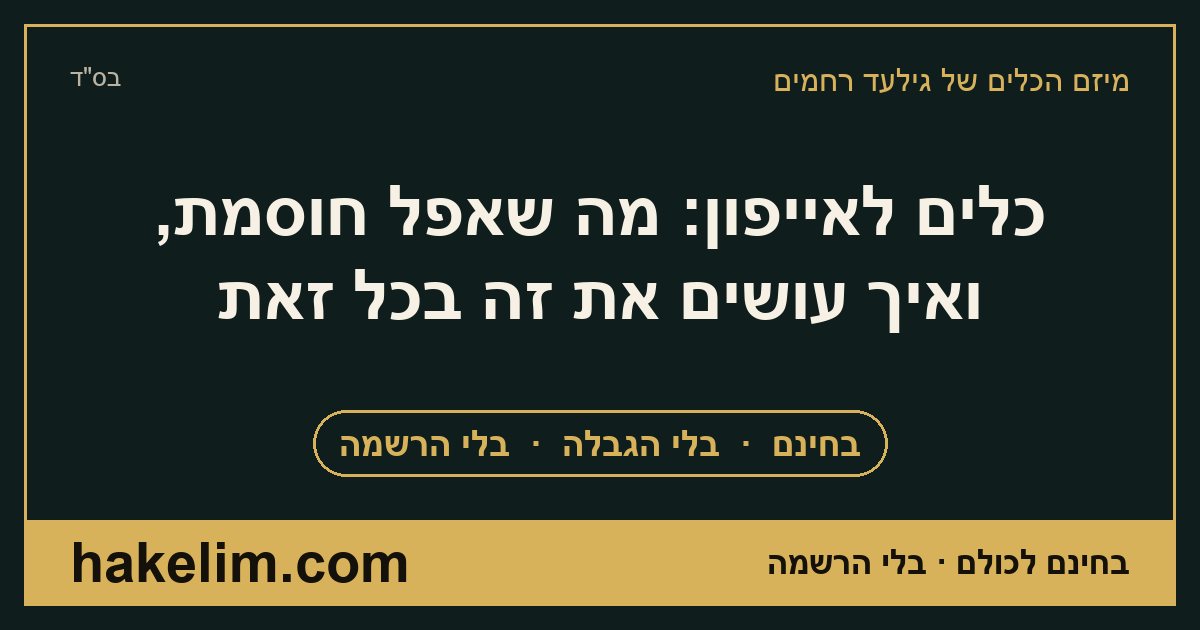 בס"ד
מיזם הכלים של גילעד רחמים
כלים לאייפון: מה שאפל חוסמת,
ואיך עושים את זה בכל זאת
בחינם · בלי הגבלה · בלי הרשמה
בחינם לכולם · בלי הרשמה
hakelim.com